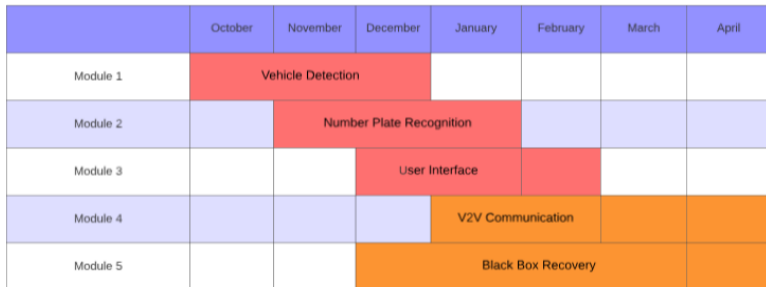 October November December January February March April
Module 1 Vehicle Detection
Module 2 Number Plate Recognition
Module 3 User Interface
Module 4 V2V Communication
Module 5 Black Box Recovery